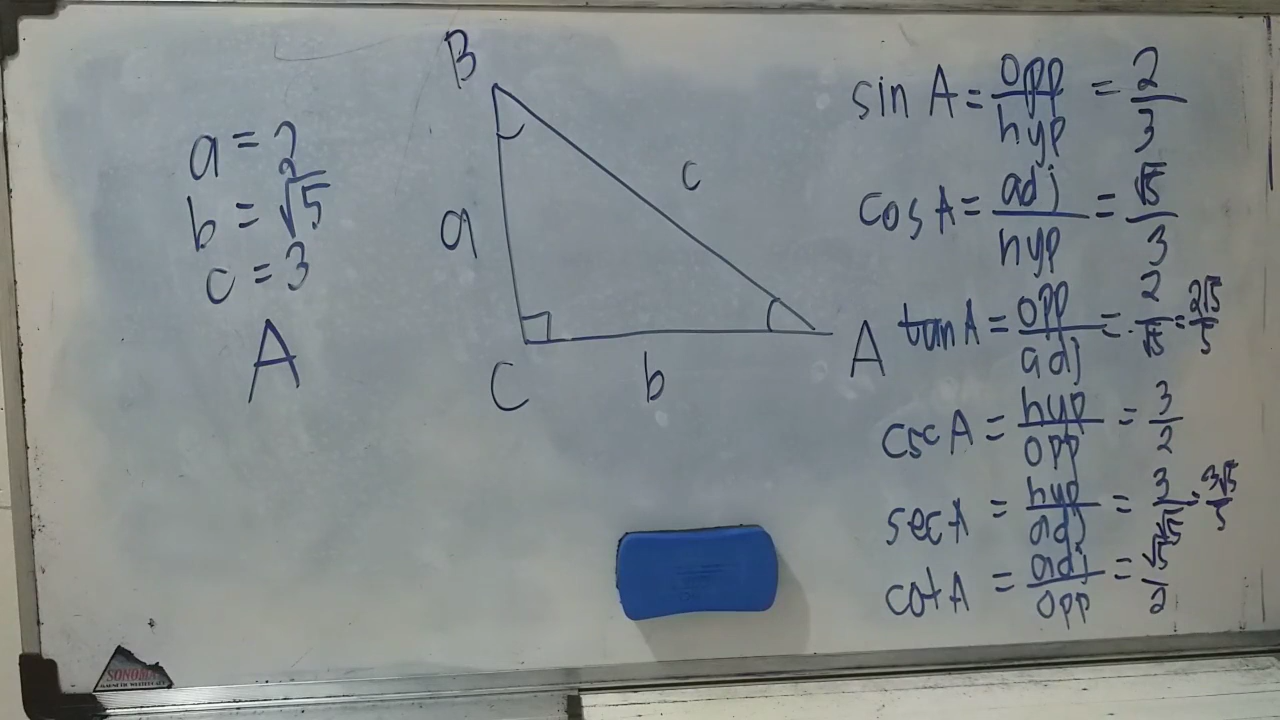 a = 2
b = √5
c = 3
A
B
a
c
C
b
A
sin A = opp/hyp = 2/3
cos A = adj/hyp = √5/3
tan A = opp/adj = 2/√5 = 2√5/5
csc A = hyp/opp = 3/2
sec A = hyp/adj = 3/√5 = 3√5/5
cot A = adj/opp = √5/2